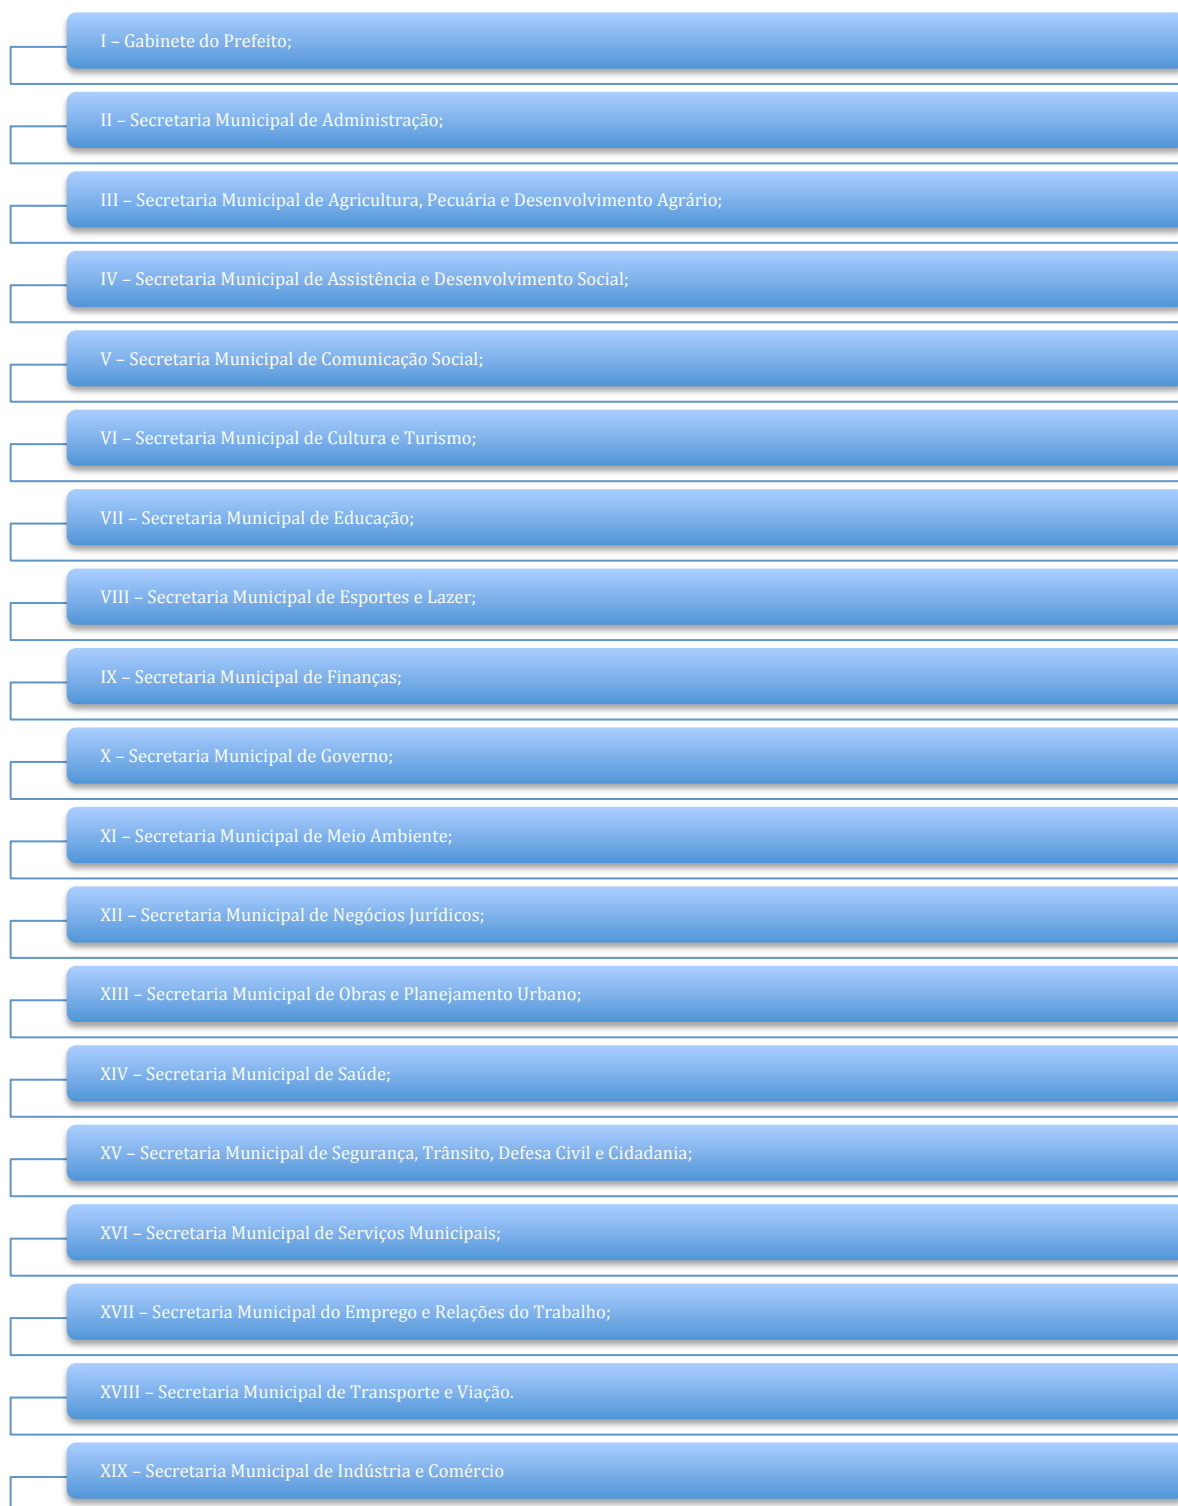 I – Gabinete do Prefeito;
II – Secretaria Municipal de Administração;
III – Secretaria Municipal de Agricultura, Pecuária e Desenvolvimento Agrário;
IV – Secretaria Municipal de Assistência e Desenvolvimento Social;
V – Secretaria Municipal de Comunicação Social;
VI – Secretaria Municipal de Cultura e Turismo;
VII – Secretaria Municipal de Educação;
VIII – Secretaria Municipal de Esportes e Lazer;
IX – Secretaria Municipal de Finanças;
X – Secretaria Municipal de Governo;
XI – Secretaria Municipal de Meio Ambiente;
XII – Secretaria Municipal de Negócios Jurídicos;
XIII – Secretaria Municipal de Obras e Planejamento Urbano;
XIV – Secretaria Municipal de Saúde;
XV – Secretaria Municipal de Segurança, Trânsito, Defesa Civil e Cidadania;
XVI – Secretaria Municipal de Serviços Municipais;
XVII – Secretaria Municipal do Emprego e Relações do Trabalho;
XVIII – Secretaria Municipal de Transporte e Viação.
XIX – Secretaria Municipal de Indústria e Comércio